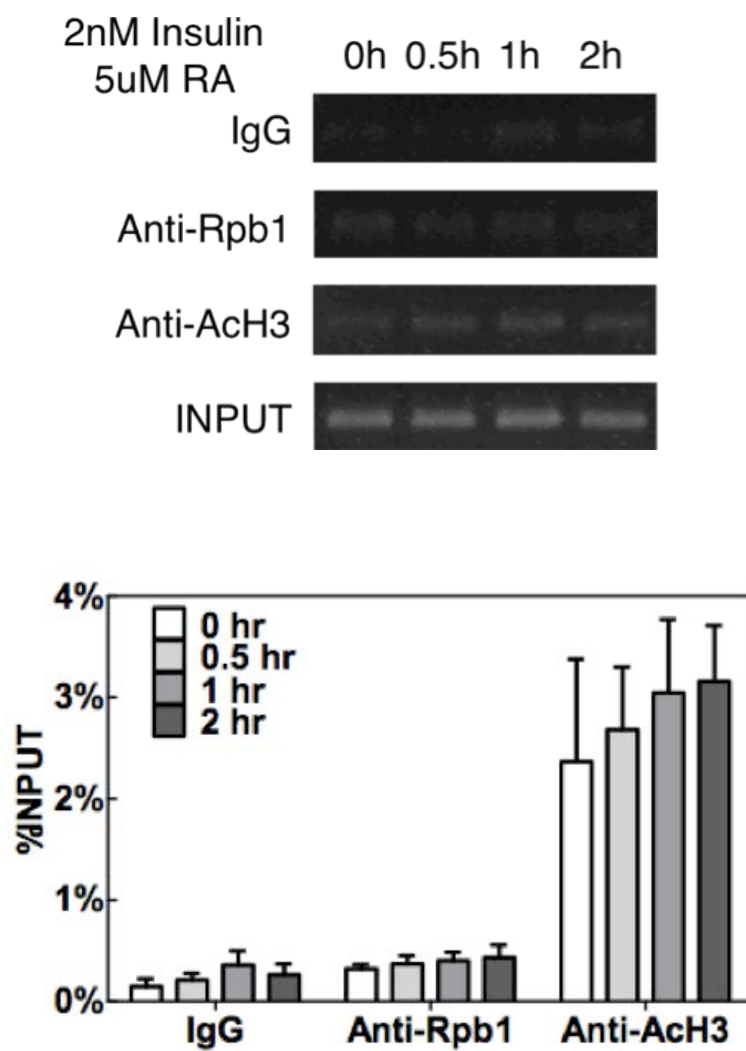 2nM Insulin
5uM RA
0h 0.5h 1h 2h
IgG
Anti-Rpb1
Anti-AcH3
INPUT
4%
3%
2%
1%
0%
%INPUT
0 hr
0.5 hr
1 hr
2 hr
IgG Anti-Rpb1 Anti-AcH3